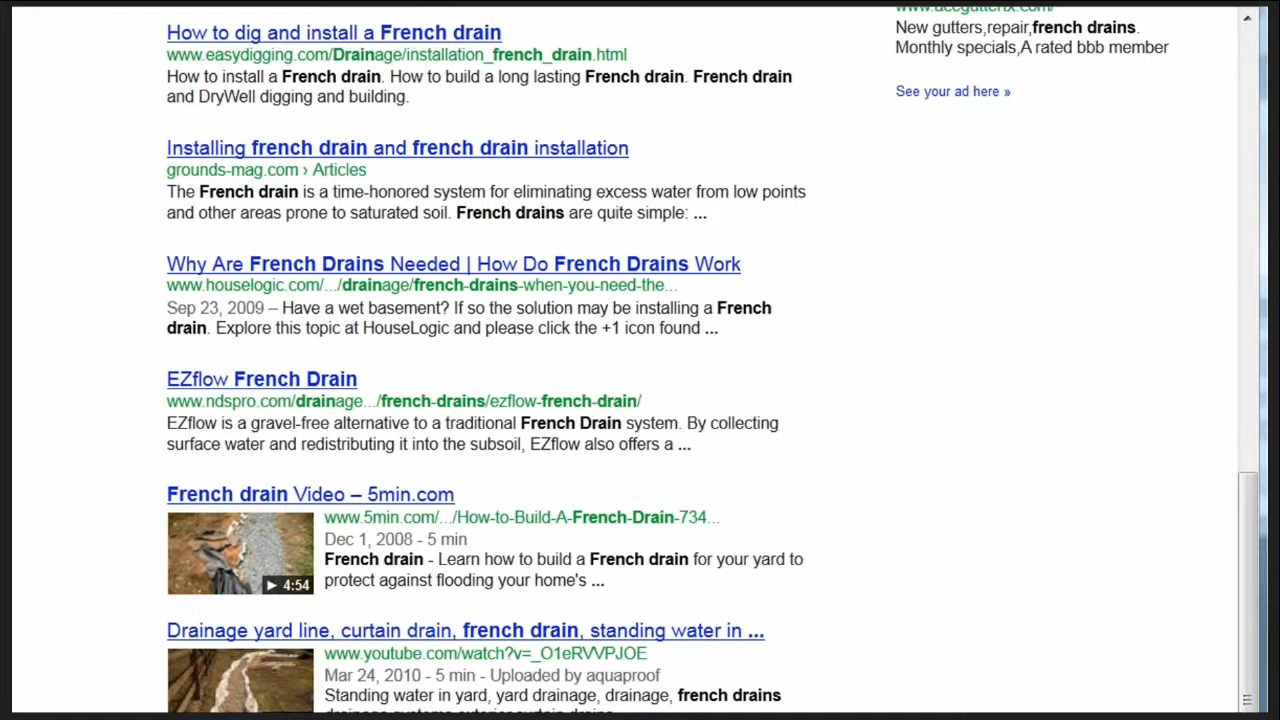 How to dig and install a French drain
www.easydigging.com/Drainage/installation_french_drain.html
How to install a French drain. How to build a long lasting French drain. French drain
and DryWell digging and building.
Installing french drain and french drain installation
grounds-mag.com › Articles
The French drain is a time-honored system for eliminating excess water from low points
and other areas prone to saturated soil. French drains are quite simple: ...
Why Are French Drains Needed | How Do French Drains Work
www.houselogic.com/.../drainage/french-drains-when-you-need-the...
Sep 23, 2009 – Have a wet basement? If so the solution may be installing a French
drain. Explore this topic at HouseLogic and please click the +1 icon found ...
EZflow French Drain
www.ndspro.com/drainage.../french-drains/ezflow-french-drain/
EZflow is a gravel-free alternative to a traditional French Drain system. By collecting
surface water and redistributing it into the subsoil, EZflow also offers a ...
French drain Video – 5min.com
www.5min.com/.../How-to-Build-A-French-Drain-734...
Dec 1, 2008 - 5 min
French drain - Learn how to build a French drain for your yard to
protect against flooding your home's ...
4:54
Drainage yard line, curtain drain, french drain, standing water in ...
www.youtube.com/watch?v=_O1eRVVPJOE
Mar 24, 2010 - 5 min - Uploaded by aquaproof
Standing water in yard, yard drainage, drainage, french drains
New gutters,repair,french drains.
Monthly specials,A rated bbb member
See your ad here »